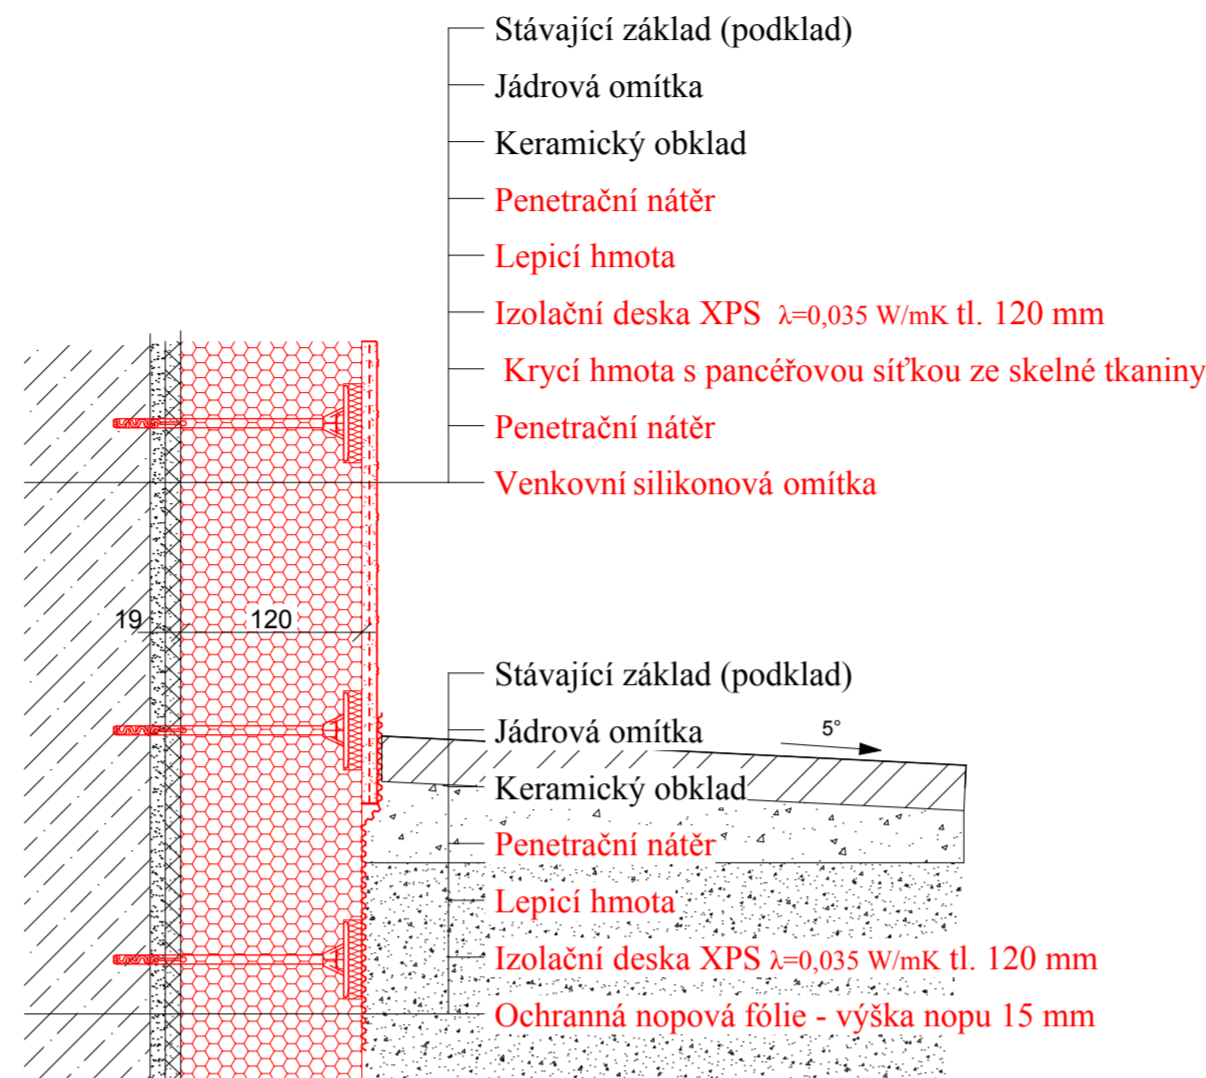 Stávající základ (podklad)
Jádrová omítka
Keramický obklad
Penetrační nátěr
Lepicí hmota
Izolační deska XPS λ=0,035 W/mK tl. 120 mm
Krycí hmota s pancéřovou síťkou ze skelné tkaniny
Penetrační nátěr
Venkovní silikonová omítka
19
120
Stávající základ (podklad)
Jádrová omítka
5°
Keramický obklad
Penetrační nátěr
Lepicí hmota
Izolační deska XPS λ=0,035 W/mK tl. 120 mm
Ochranná nopová fólie - výška nopu 15 mm